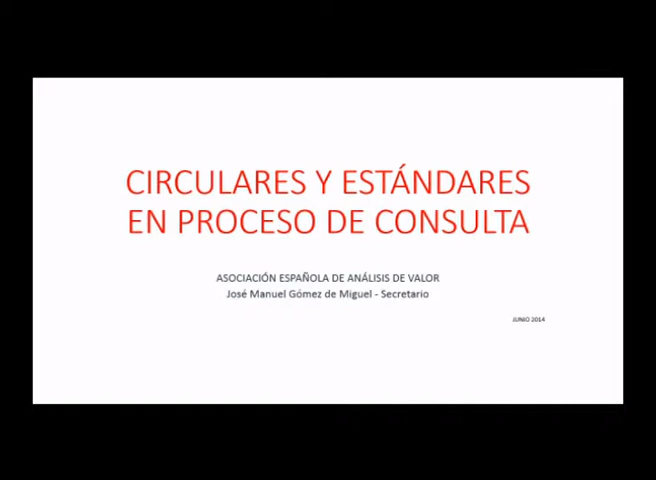 CIRCULARES Y ESTÁNDARES
EN PROCESO DE CONSULTA
ASOCIACIÓN ESPAÑOLA DE ANÁLISIS DE VALOR
José Manuel Gómez de Miguel - Secretario
JUNIO 2014